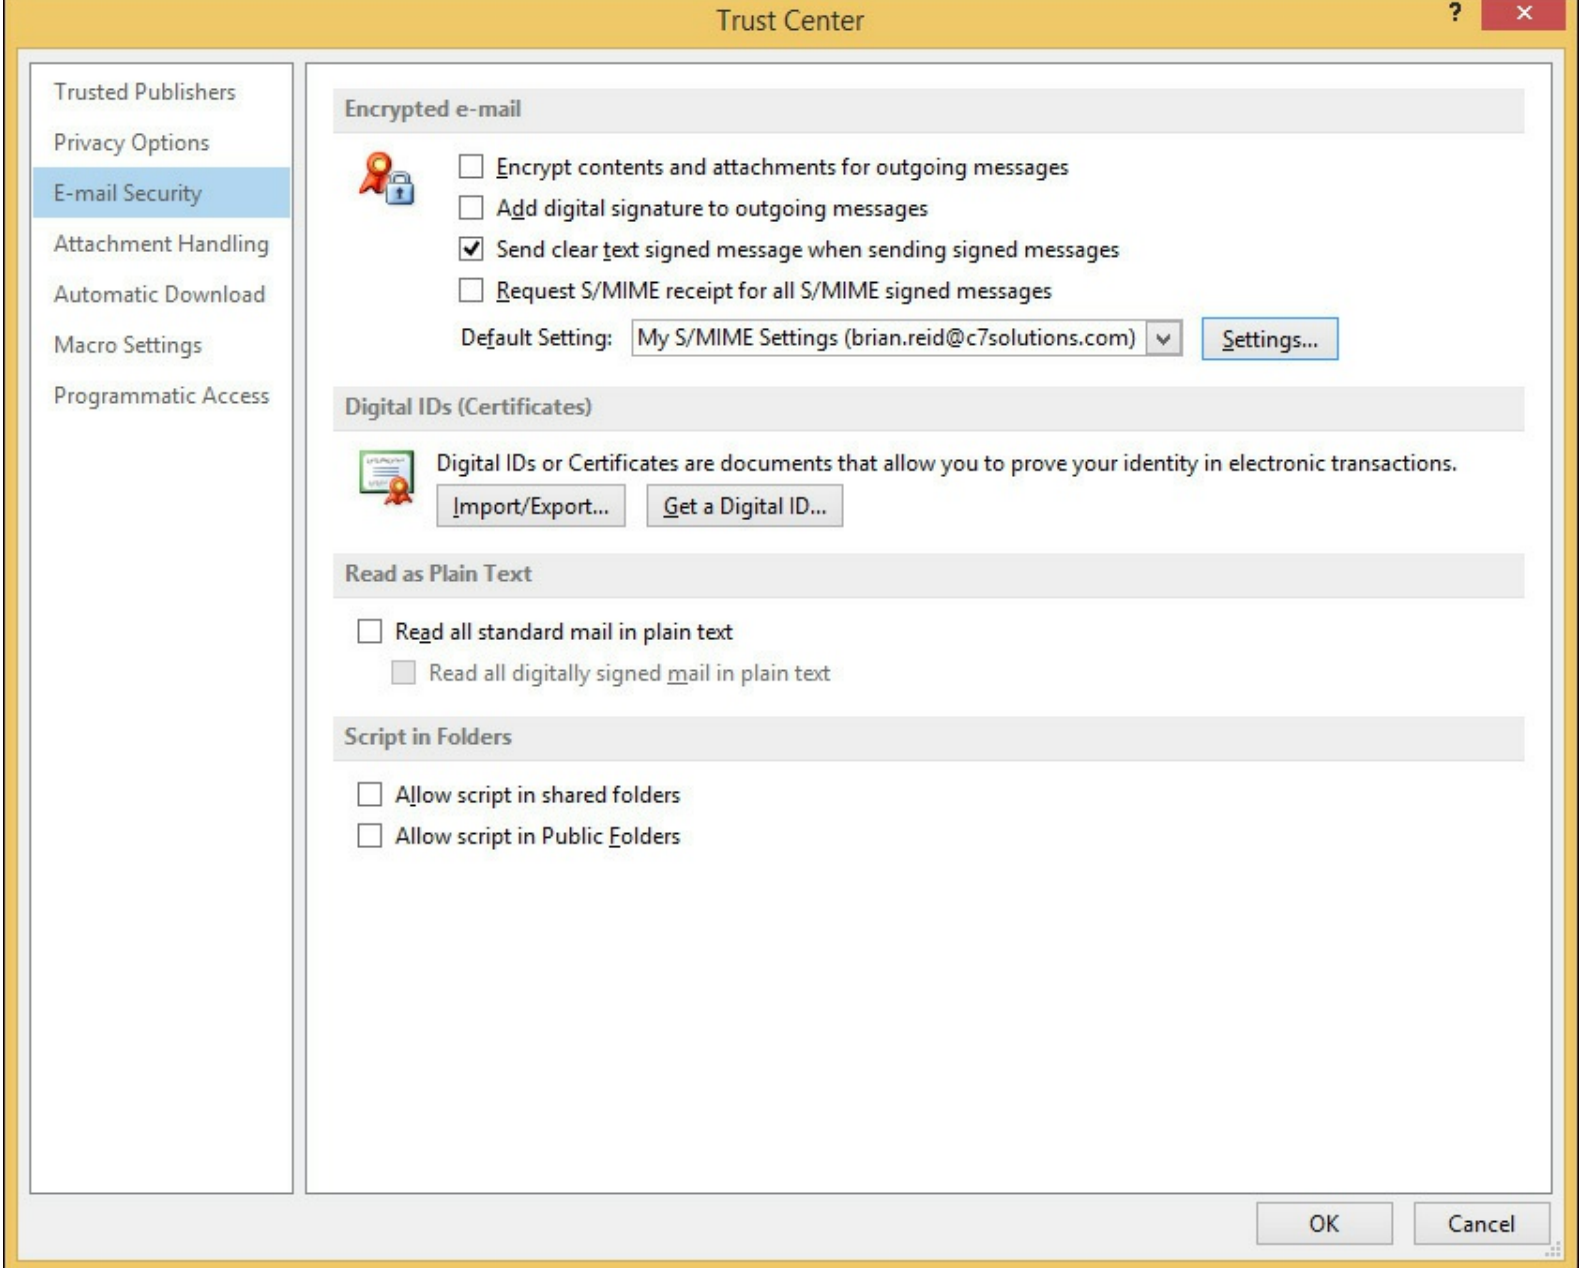 Trust Center
?
Trusted Publishers
Privacy Options
E-mail Security
Attachment Handling
Automatic Download
Macro Settings
Programmatic Access
Encrypted e-mail
Encrypt contents and attachments for outgoing messages
Add digital signature to outgoing messages
Send clear text signed message when sending signed messages
Request S/MIME receipt for all S/MIME signed messages
Default Setting: My S/MIME Settings (brian.reid@c7solutions.com) Settings...
Digital IDs (Certificates)
Digital IDs or Certificates are documents that allow you to prove your identity in electronic transactions.
Import/Export... Get a Digital ID...
Read as Plain Text
Read all standard mail in plain text
Read all digitally signed mail in plain text
Script in Folders
Allow script in shared folders
Allow script in Public Folders
OK Cancel